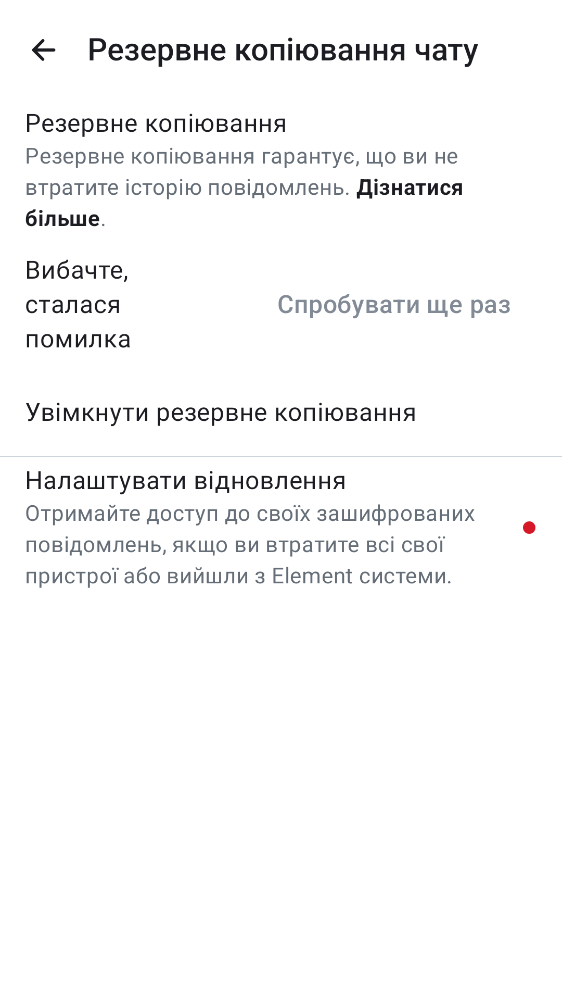 Резервне копіювання чату
Резервне копіювання
Резервне копіювання гарантує, що ви не
втратите історію повідомлень. Дізнатися
більше.
Вибачте,
сталася
помилка
Спробувати ще раз
Увімкнути резервне копіювання
Налаштувати відновлення
Отримайте доступ до своїх зашифрованих
повідомлень, якщо ви втратите всі свої
пристрої або вийшли з Element системи.